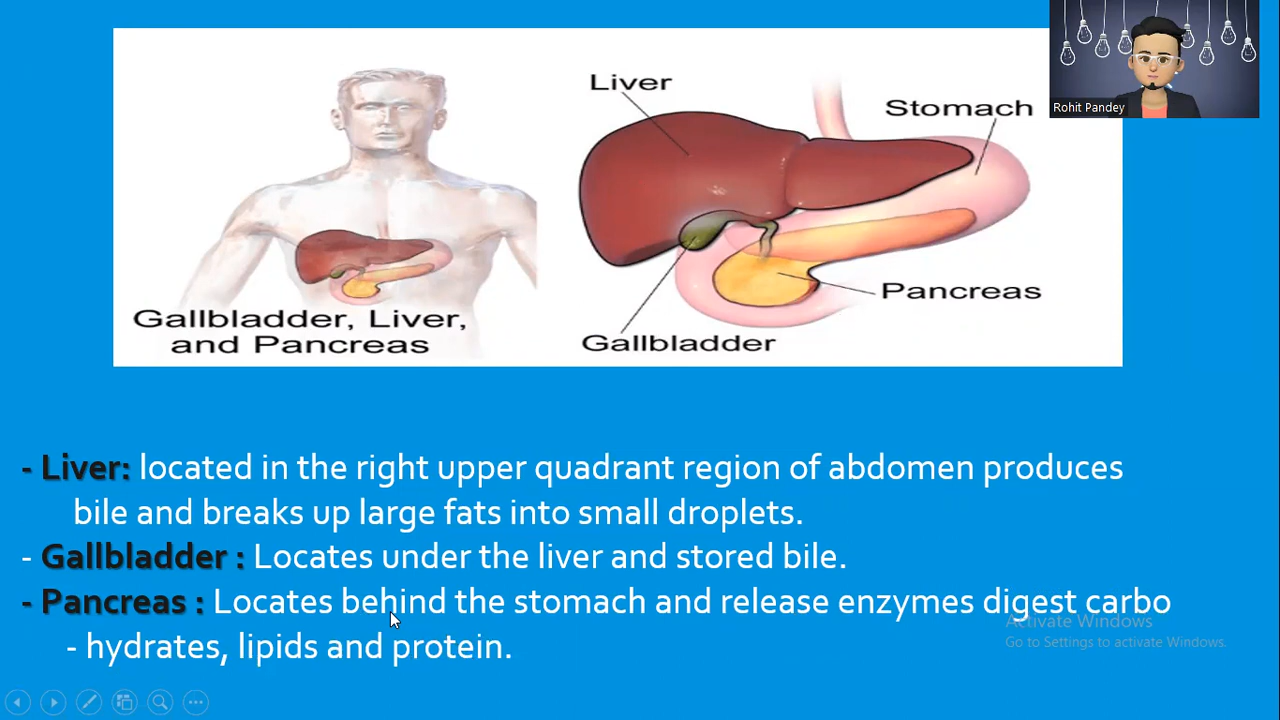 Liver
Stomach
Rohit Pandey
Pancreas
Gallbladder, Liver,
and Pancreas
Gallbladder
- Liver: located in the right upper quadrant region of abdomen produces
bile and breaks up large fats into small droplets.
- Gallbladder : Locates under the liver and stored bile.
- Pancreas : Locates behind the stomach and release enzymes digest carbo
- hydrates, lipids and protein.
Activate Windows
Go to Settings to activate Windows.